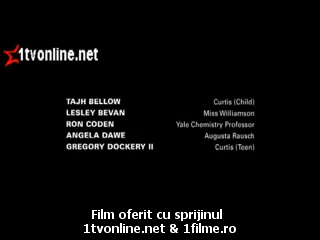 1tvonline.net
TAJH BELLOW Curtis (Child)
LESLEY BEVAN Miss Williamson
RON CODEN Yale Chemistry Professor
ANGELA DAWE Augusta Rausch
GREGORY DOCKERY II Curtis (Teen)
Film oferit cu sprijinul
1tvonline.net & 1filme.ro